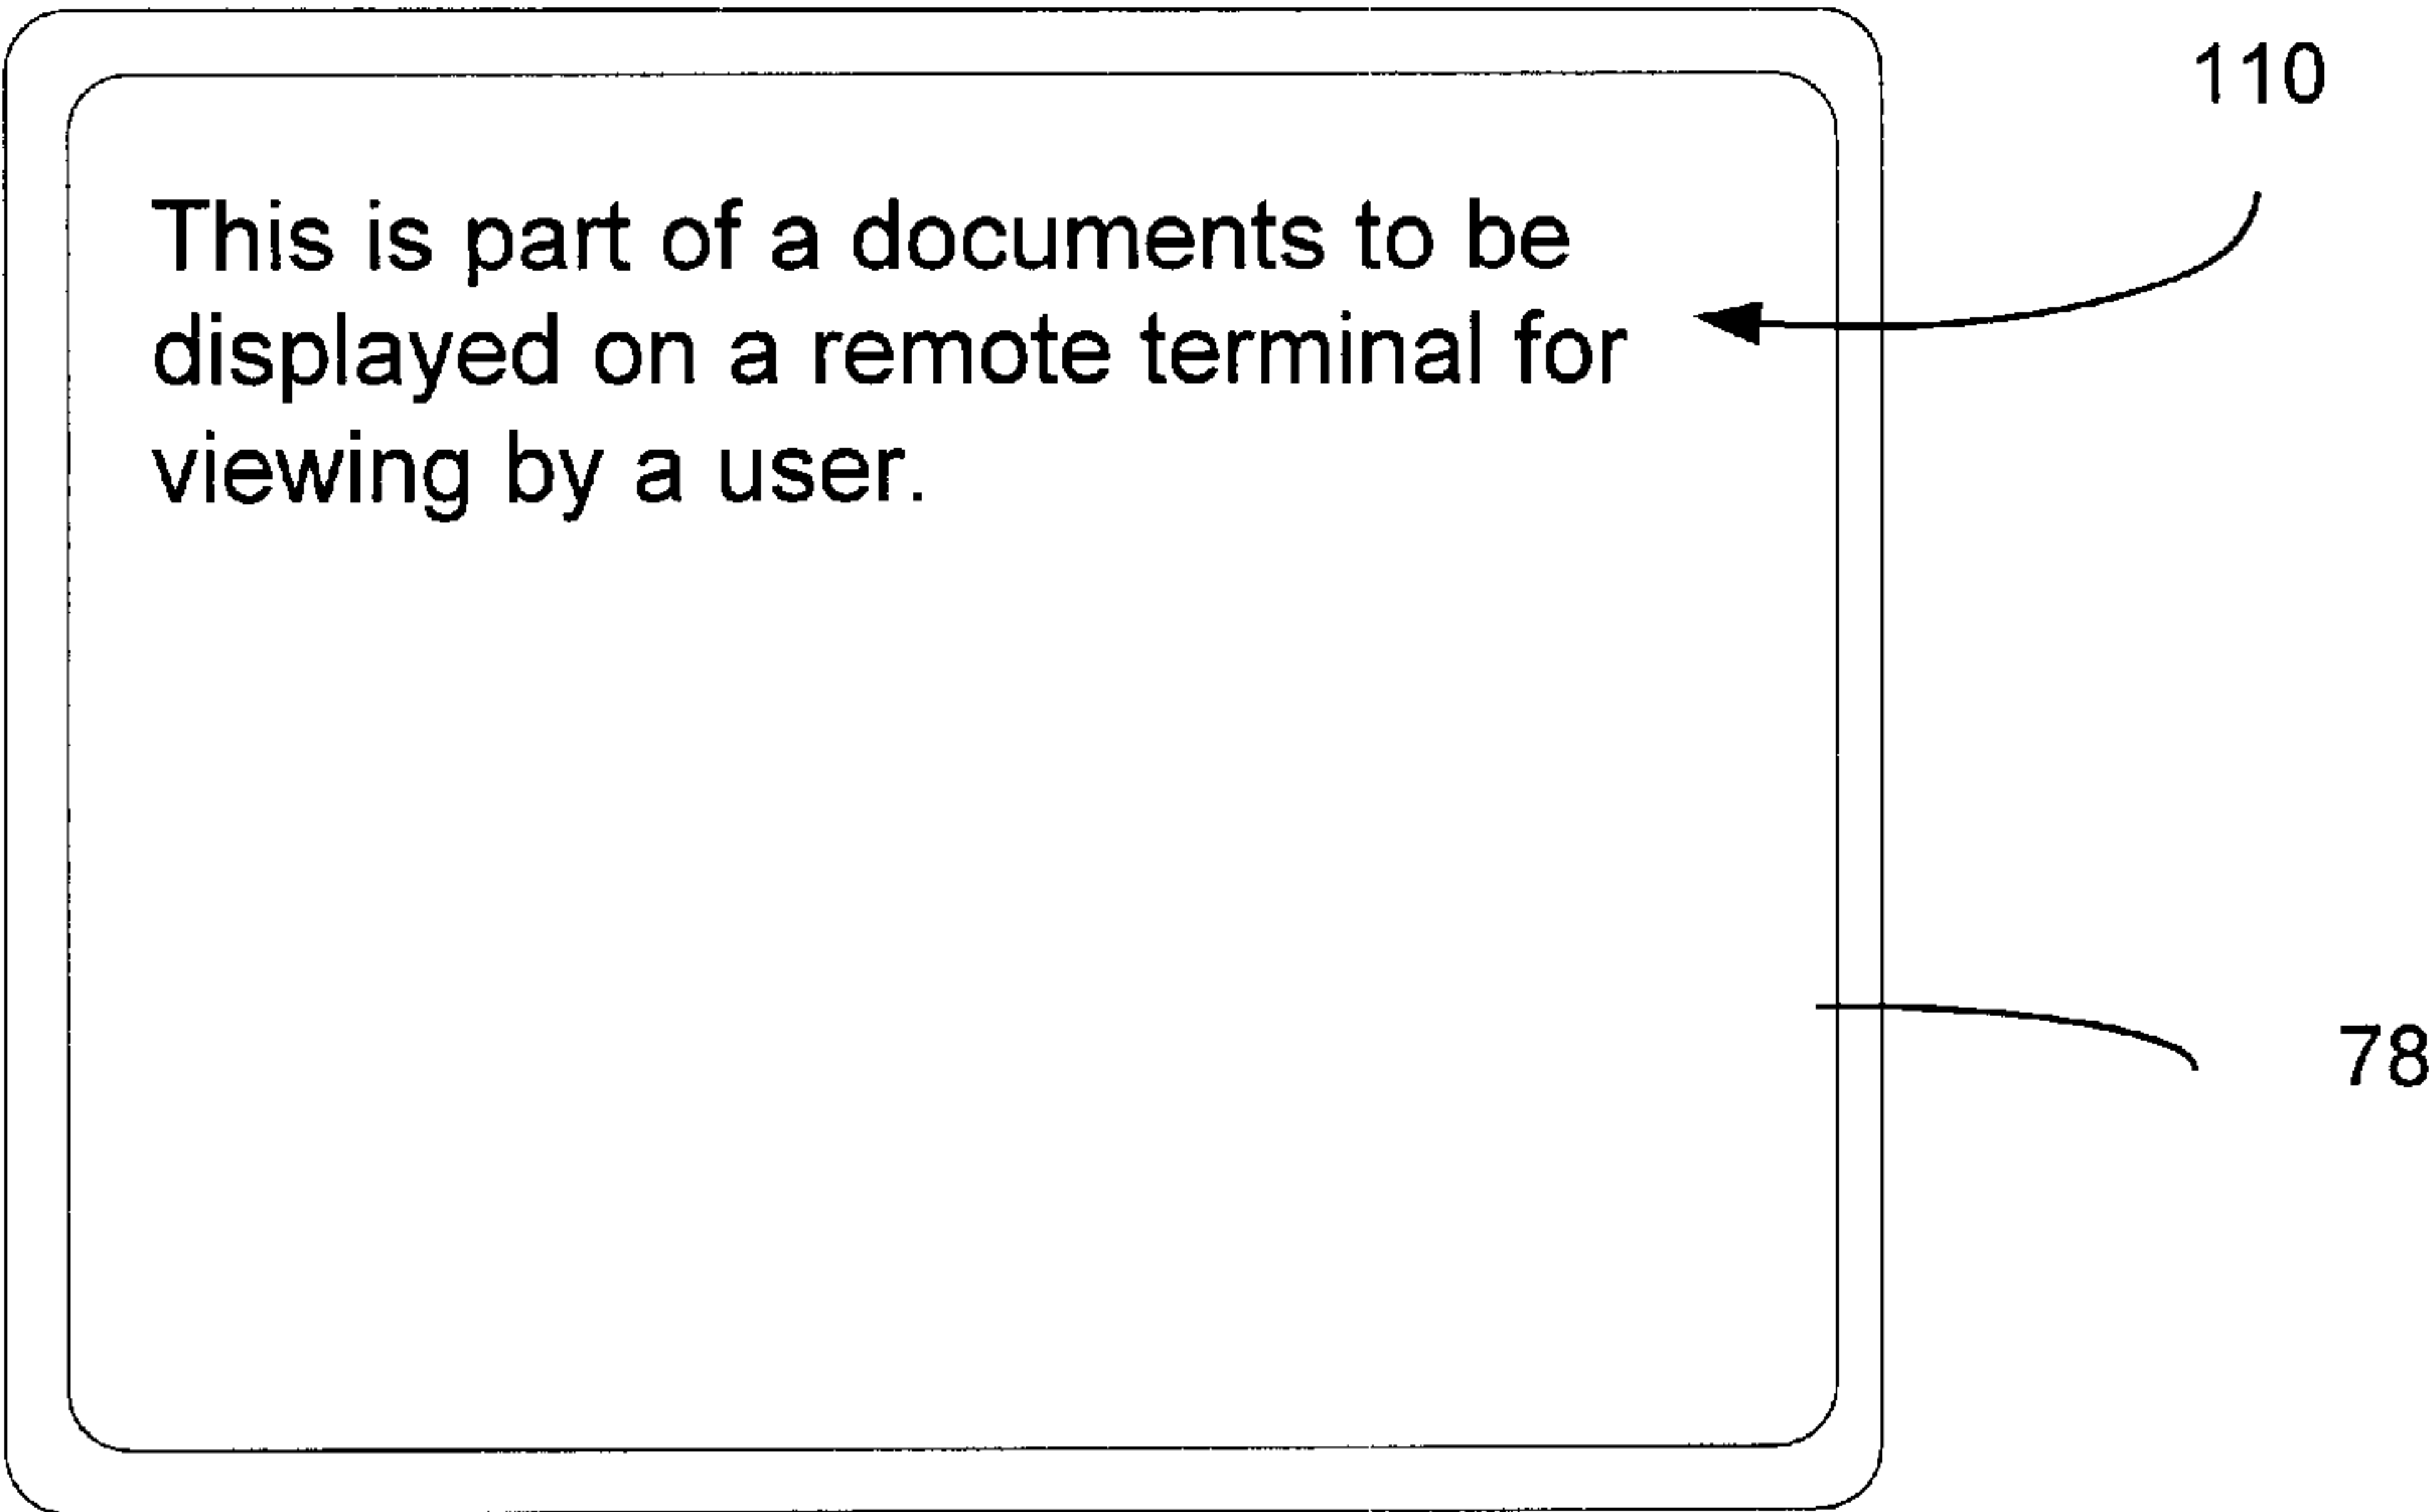 110
This is part of a documents to be
displayed on a remote terminal for
viewing by a user.
78